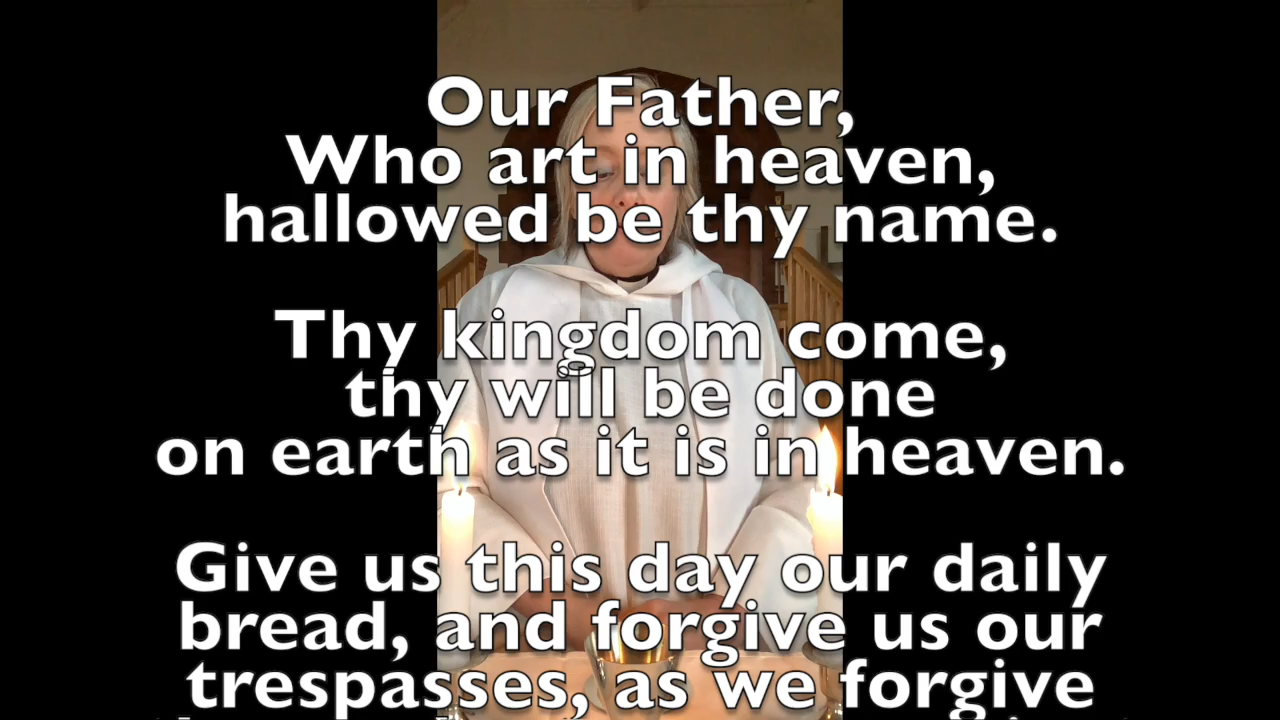 Our Father,
Who art in heaven,
hallowed be thy name.
Thy kingdom come,
thy will be done
on earth as it is in heaven.
Give us this day our daily
bread, and forgive us our
trespasses, as we forgive